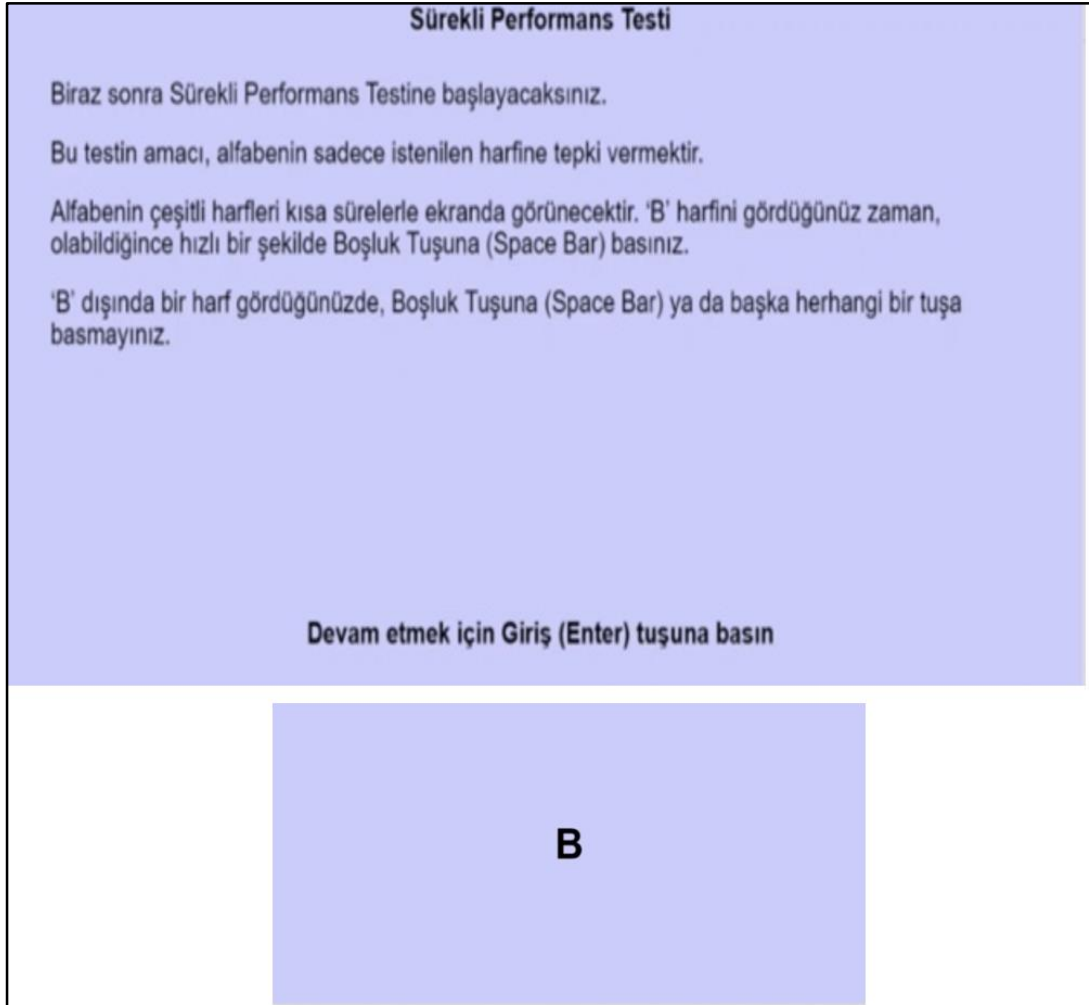 Sürekli Performans Testi
Biraz sonra Sürekli Performans Testine başlayacaksınız.
Bu testin amacı, alfabenin sadece istenilen harfine tepki vermektir.
Alfabenin çeşitli harfleri kısa sürelerle ekranda görünecektir. ‘B’ harfini gördüğünüz zaman,
olabildiğince hızlı bir şekilde Boşluk Tuşuna (Space Bar) basınız.
‘B’ dışında bir harf gördüğünüzde, Boşluk Tuşuna (Space Bar) ya da başka herhangi bir tuşa
basmayınız.
Devam etmek için Giriş (Enter) tuşuna basın
B